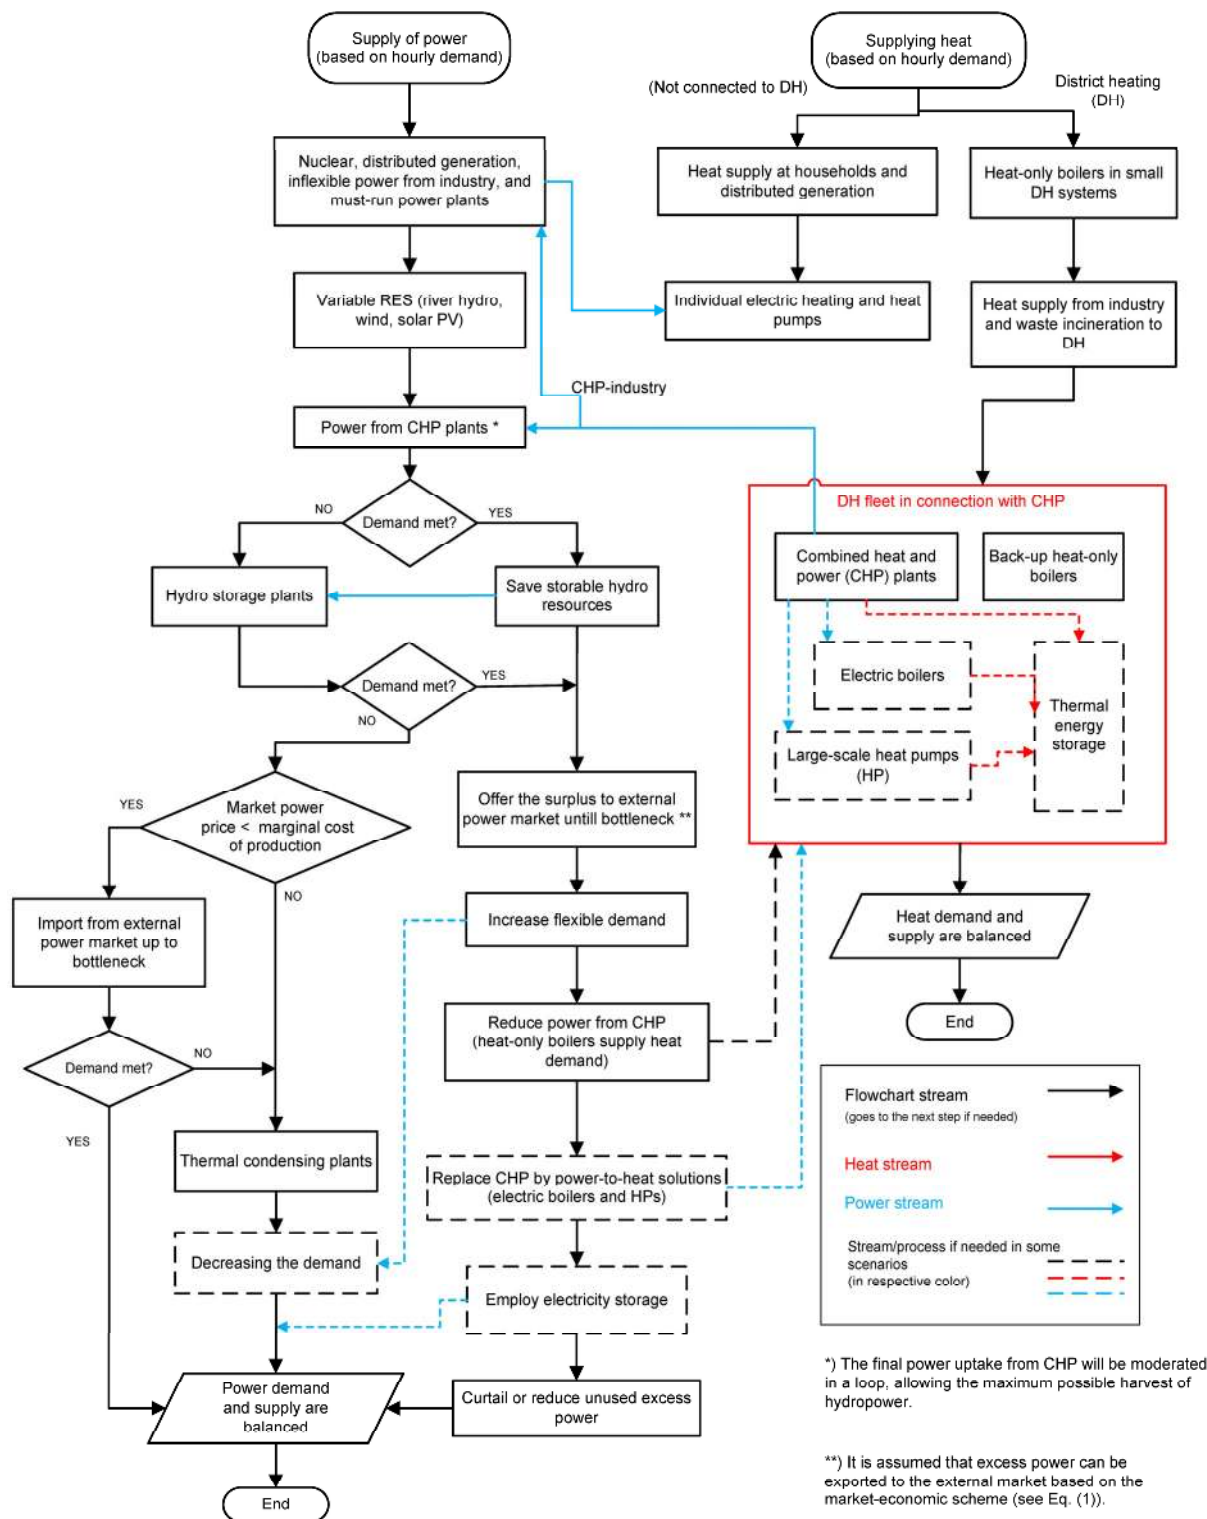 Supply of power
(based on hourly demand)
Supplying heat
(based on hourly demand)
(Not connected to DH)
District heating
(DH)
Nuclear, distributed generation,
inflexible power from industry, and
must-run power plants
Heat supply at households and
distributed generation
Heat-only boilers in small
DH systems
Variable RES (river hydro,
wind, solar PV)
Individual electric heating and heat
pumps
Heat supply from industry
and waste incineration to
DH
CHP-industry
Power from CHP plants *
DH fleet in connection with CHP
NO
Demand met?
YES
Combined heat and
power (CHP) plants
Back-up heat-only
boilers
Hydro storage plants
Save storable hydro
resources
Demand met?
YES
NO
Electric boilers
Thermal
energy
storage
Large-scale heat pumps
(HP)
YES
Market power
price < marginal cost
of production
NO
Offer the surplus to external
power market untill bottleneck **
Import from external
power market up to
bottleneck
Increase flexible demand
Heat demand and
supply are balanced
End
Reduce power from CHP
(heat-only boilers supply heat
demand)
Demand met?
NO
YES
Thermal condensing plants
Replace CHP by power-to-heat solutions
(electric boilers and HPs)
Decreasing the demand
Employ electricity storage
Power demand
and supply are
balanced
Curtail or reduce unused excess
power
End
Flowchart stream
(goes to the next step if needed)
Heat stream
Power stream
Stream/process if needed in some
scenarios
(in respective color)
*) The final power uptake from CHP will be moderated
in a loop, allowing the maximum possible harvest of
hydropower.
**) It is assumed that excess power can be
exported to the external market based on the
market-economic scheme (see Eq. (1)).